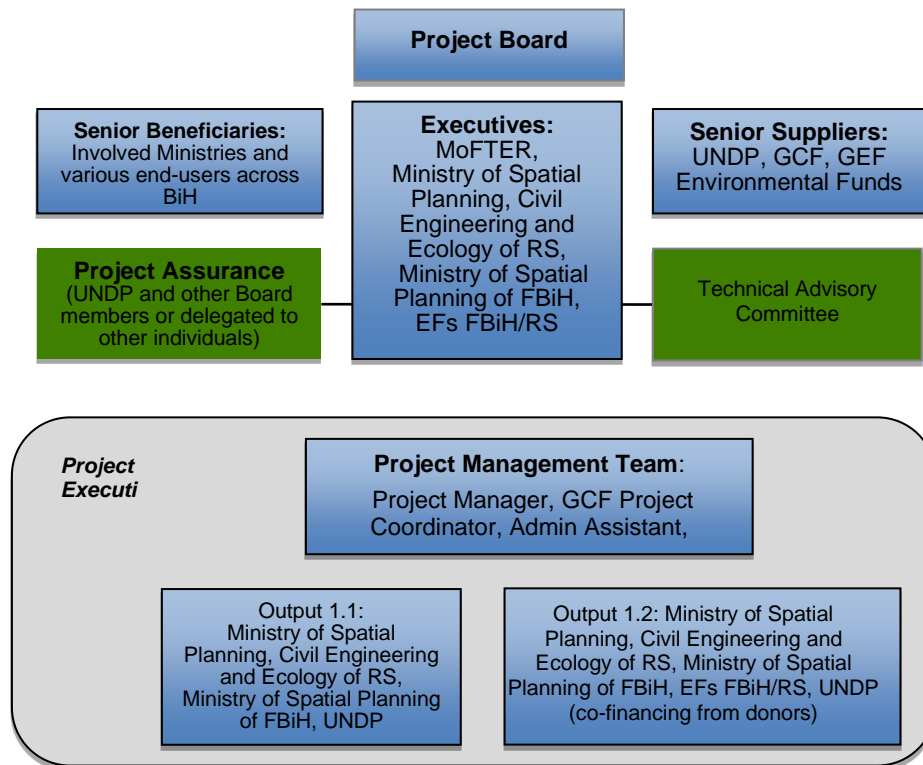 Project Board
Senior Beneficiaries:
Involved Ministries and
various end-users across
BiH
Executives:
MoFTER,
Ministry of Spatial
Planning, Civil
Engineering and
Ecology of RS,
Ministry of Spatial
Planning of FBiH,
EFs FBiH/RS
Senior Suppliers:
UNDP, GCF, GEF
Environmental Funds
Project Assurance
(UNDP and other Board
members or delegated to
other individuals)
Technical Advisory
Committee
Project
Executi
Project Management Team:
Project Manager, GCF Project
Coordinator, Admin Assistant,
Output 1.1:
Ministry of Spatial
Planning, Civil Engineering
and Ecology of RS,
Ministry of Spatial Planning
of FBiH, UNDP
Output 1.2: Ministry of Spatial
Planning, Civil Engineering and
Ecology of RS, Ministry of Spatial
Planning of FBiH, EFs FBiH/RS, UNDP
(co-financing from donors)